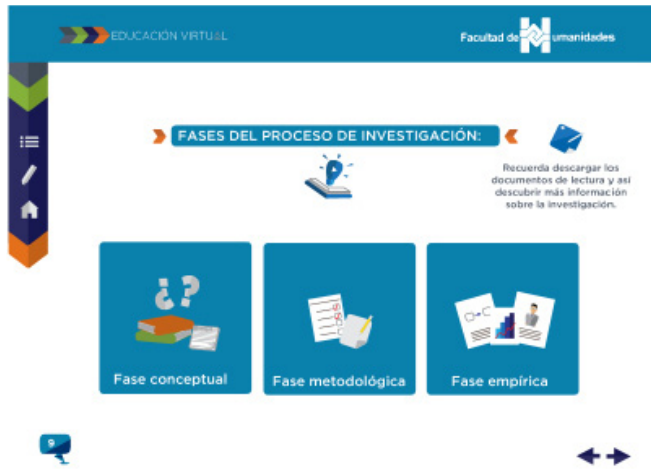 EDUCACIÓN VIRTUAL
Facultad de Humanidades
FASES DEL PROCESO DE INVESTIGACIÓN:
Recuerda descargar los
documentos de lectura y así
descubrir más información
sobre la investigación.
¿?
Fase conceptual
Fase metodológica
Fase empírica
9